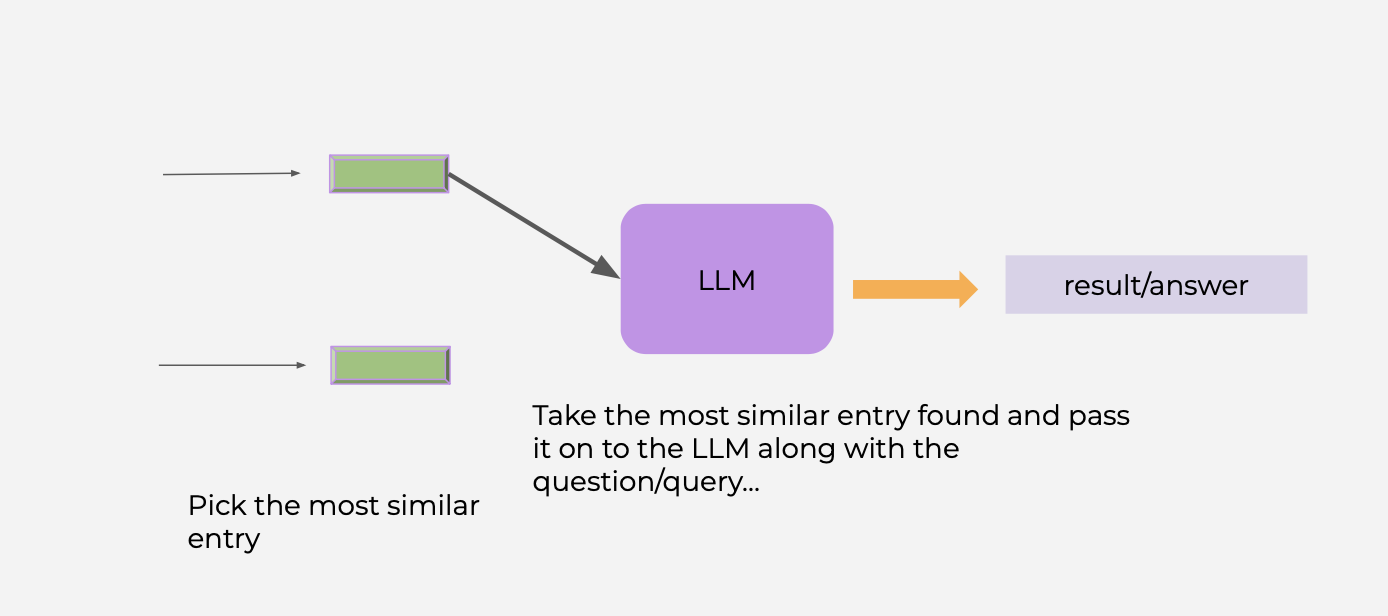 LLM
result/answer
Take the most similar entry found and pass
it on to the LLM along with the
question/query...
Pick the most similar
entry